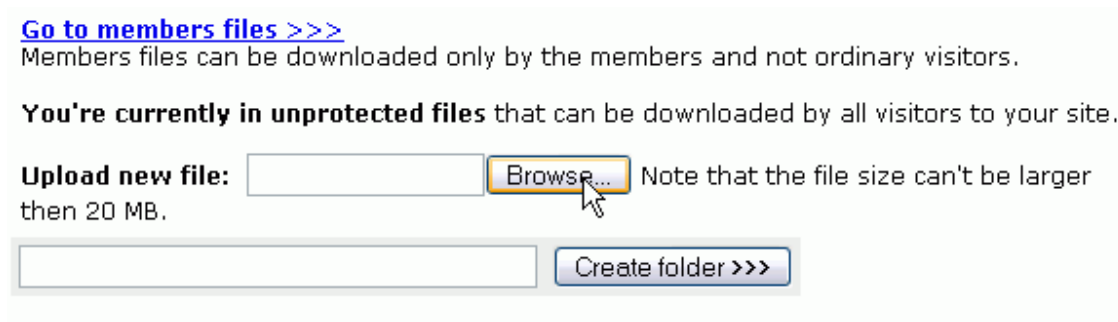 Go to members files >>>
Members files can be downloaded only by the members and not ordinary visitors.
You're currently in unprotected files that can be downloaded by all visitors to your site.
Upload new file: Browse... Note that the file size can't be larger
then 20 MB.
Create folder >>>